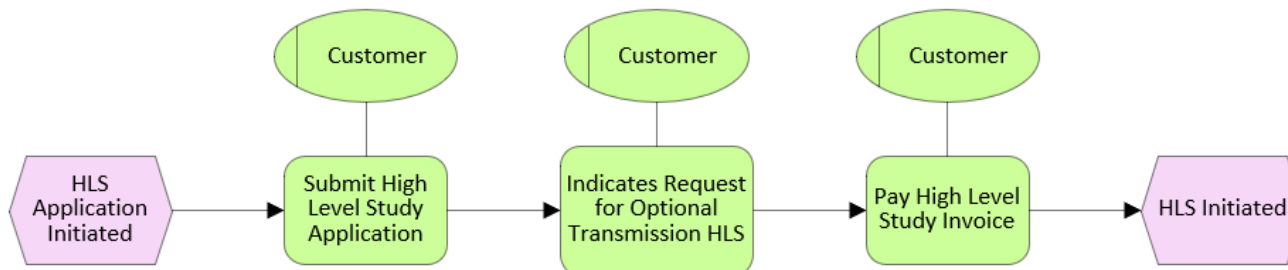 Customer
Customer
Customer
HLS
Application
Initiated
Submit High
Level Study
Application
Indicates Request
for Optional
Transmission HLS
Pay High Level
Study Invoice
HLS Initiated